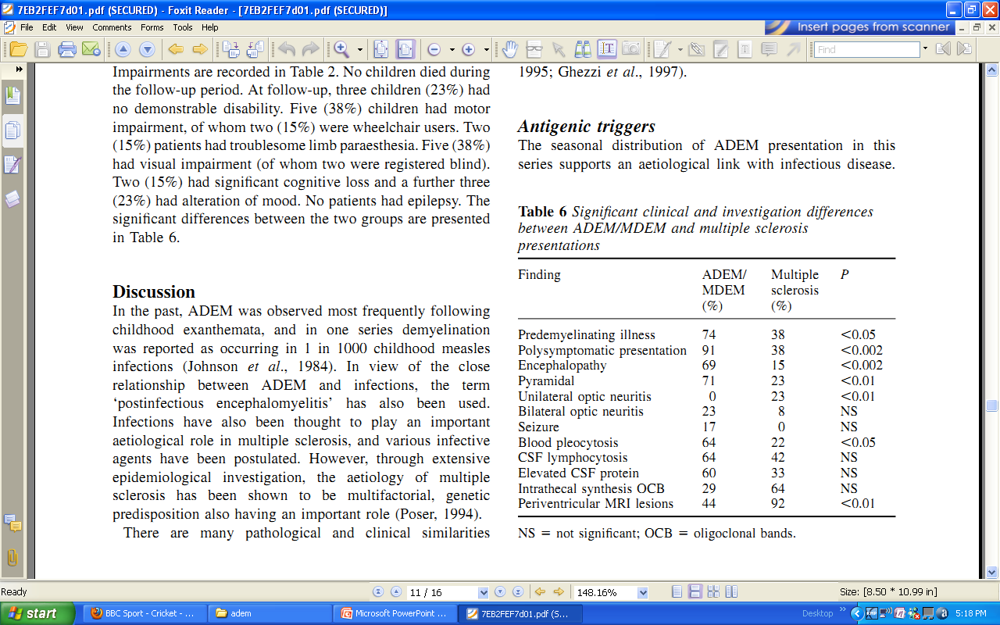 7EB2FEF7d01.pdf (SECURED) - Foxit Reader - [7EB2FEF7d01.pdf (SECURED)]
File Edit View Comments Forms Tools Help
Insert pages from scanner
Find
Impairments are recorded in Table 2. No children died during
the follow-up period. At follow-up, three children (23%) had
no demonstrable disability. Five (38%) children had motor
impairment, of whom two (15%) were wheelchair users. Two
(15%) patients had troublesome limb paraesthesia. Five (38%)
had visual impairment (of whom two were registered blind).
Two (15%) had significant cognitive loss and a further three
(23%) had alteration of mood. No patients had epilepsy. The
significant differences between the two groups are presented
in Table 6.
Discussion
In the past, ADEM was observed most frequently following
childhood exanthemata, and in one series demyelination
was reported as occurring in 1 in 1000 childhood measles
infections (Johnson et al., 1984). In view of the close
relationship between ADEM and infections, the term
‘postinfectious encephalomyelitis’ has also been used.
Infections have also been thought to play an important
aetiological role in multiple sclerosis, and various infective
agents have been postulated. However, through extensive
epidemiological investigation, the aetiology of multiple
sclerosis has been shown to be multifactorial, genetic
predisposition also having an important role (Poser, 1994).
There are many pathological and clinical similarities
1995; Ghezzi et al., 1997).
Antigenic triggers
The seasonal distribution of ADEM presentation in this
series supports an aetiological link with infectious disease.
Table 6 Significant clinical and investigation differences
between ADEM/MDEM and multiple sclerosis
presentations
Finding ADEM/ Multiple P
MDEM sclerosis
(%) (%)
Predemyelinating illness 74 38 <0.05
Polysymptomatic presentation 91 38 <0.002
Encephalopathy 69 15 <0.002
Pyramidal 71 23 <0.01
Unilateral optic neuritis 0 23 <0.01
Bilateral optic neuritis 23 8 NS
Seizure 17 0 NS
Blood pleocytosis 64 22 <0.05
CSF lymphocytosis 64 42 NS
Elevated CSF protein 60 33 NS
Intrathecal synthesis OCB 29 64 NS
Periventricular MRI lesions 44 92 <0.01
NS = not significant; OCB = oligoclonal bands.
Ready 11 / 16 148.16% Size: [8.50 * 10.99 in]
start BBC Sport - Cricket - ... adem Microsoft PowerPoint ... 7EB2FEF7d01.pdf (S... Desktop 5:18 PM